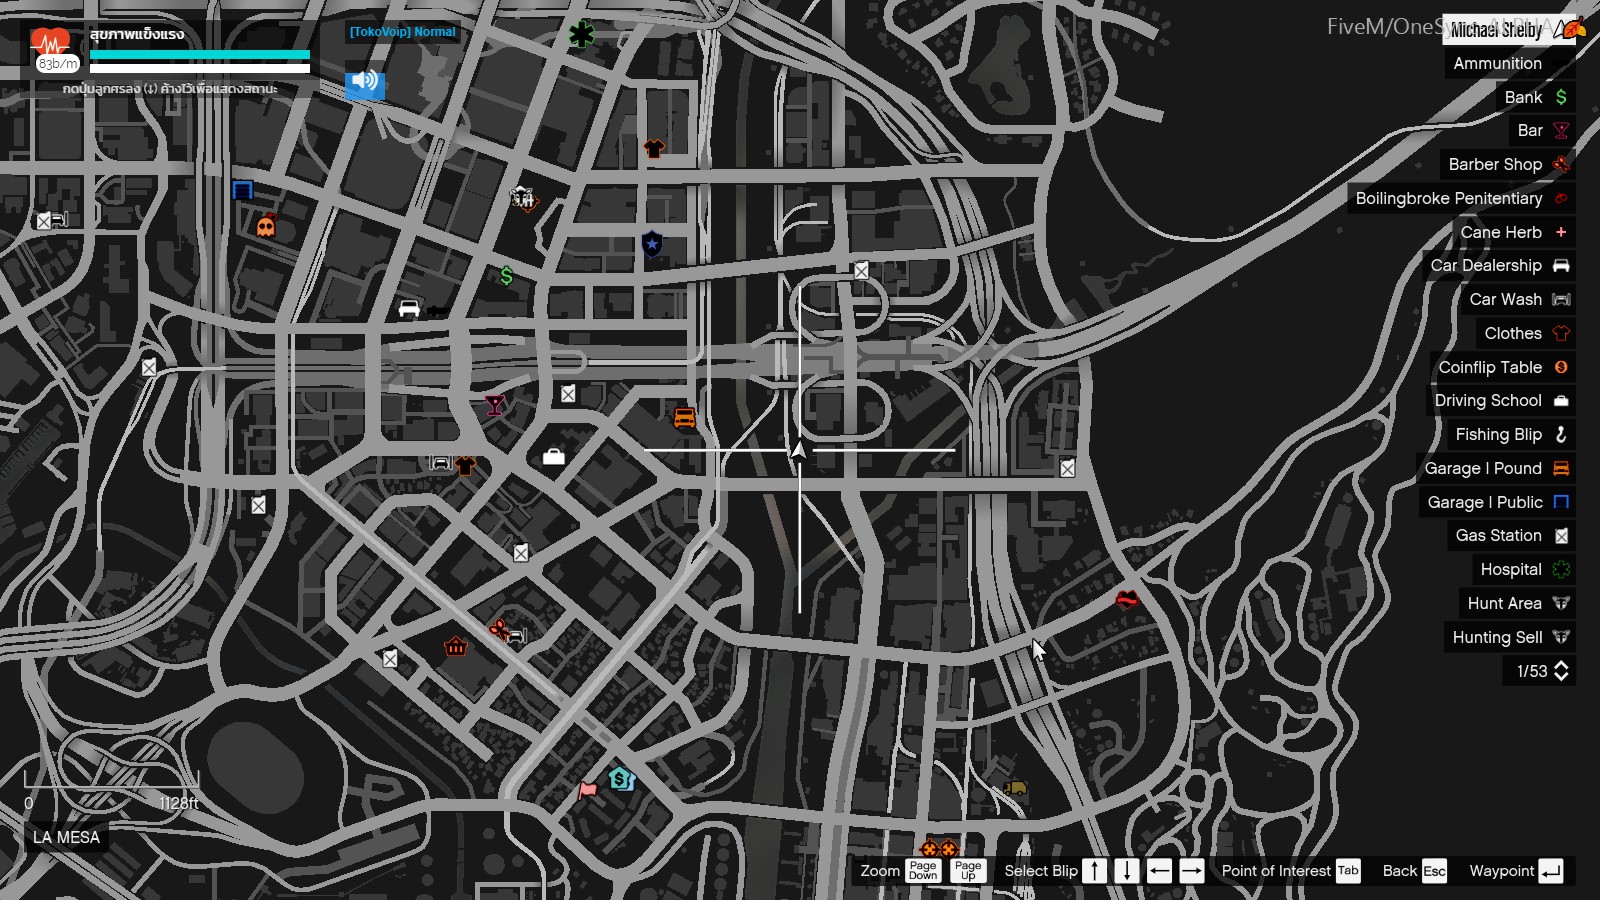 สุขภาพแข็งแรง
83b/m
กดปุ่มลูกศรลง (↓) ค้างไว้เพื่อแสดงสถานะ
[TokoVoip] Normal
FiveM/OneSync ALPHA
Michael Shelby
Ammunition
Bank
Bar
Barber Shop
Boilingbroke Penitentiary
Cane Herb
Car Dealership
Car Wash
Clothes
Coinflip Table
Driving School
Fishing Blip
Garage | Pound
Garage | Public
Gas Station
Hospital
Hunt Area
Hunting Sell
1/53
0 1128ft
LA MESA
Zoom Page Down Page Up Select Blip ↑ ↓ ← → Point of Interest Tab Back Esc Waypoint ↵